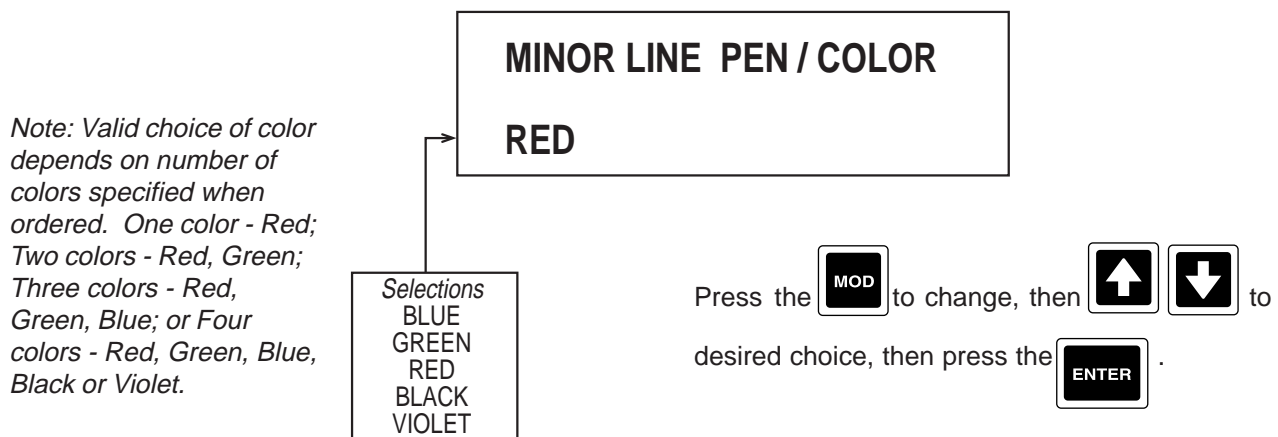 MINOR LINE PEN / COLOR
RED
Note: Valid choice of color
depends on number of
colors specified when
ordered. One color - Red;
Two colors - Red, Green;
Three colors - Red,
Green, Blue; or Four
colors - Red, Green, Blue,
Black or Violet.
Selections
BLUE
GREEN
RED
BLACK
VIOLET
Press the MOD to change, then to
desired choice, then press the ENTER .